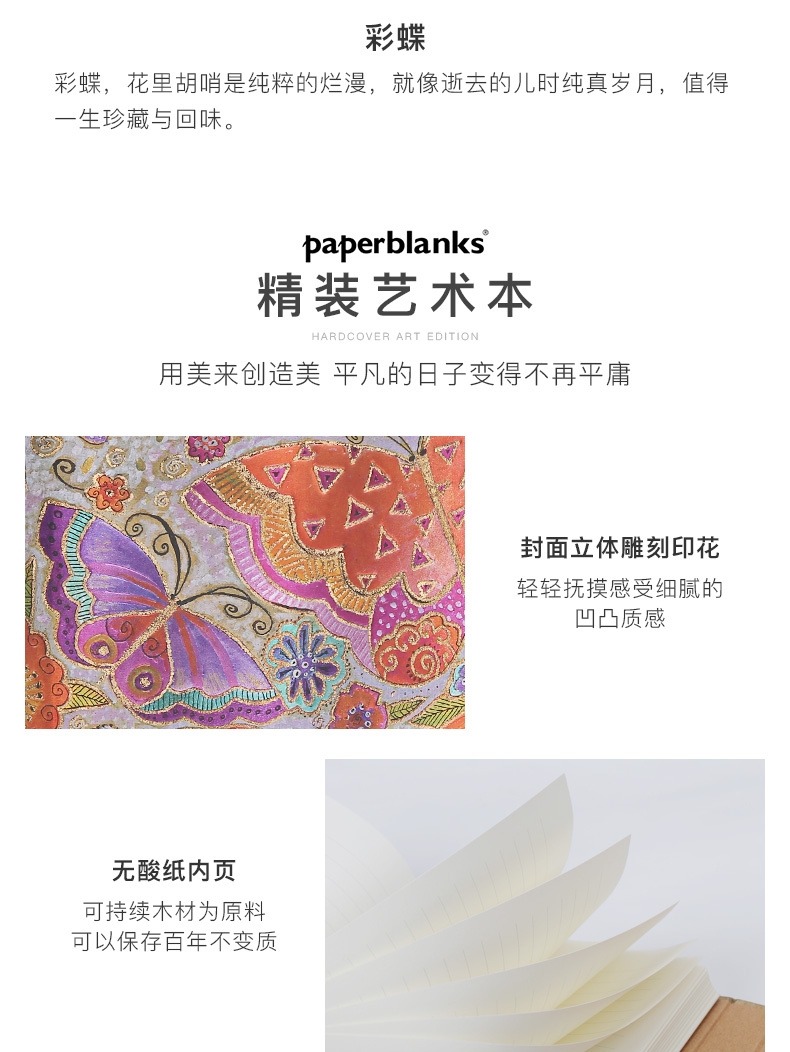 彩蝶
彩蝶，花里胡哨是纯粹的烂漫，就像逝去的儿时纯真岁月，值得
一生珍藏与回味。
paperblanks®
精装艺术本
HARDCOVER ART EDITION
用美来创造美 平凡的日子变得不再平庸
封面立体雕刻印花
轻轻抚摸感受细腻的
凹凸质感
无酸纸内页
可持续木材为原料
可以保存百年不变质